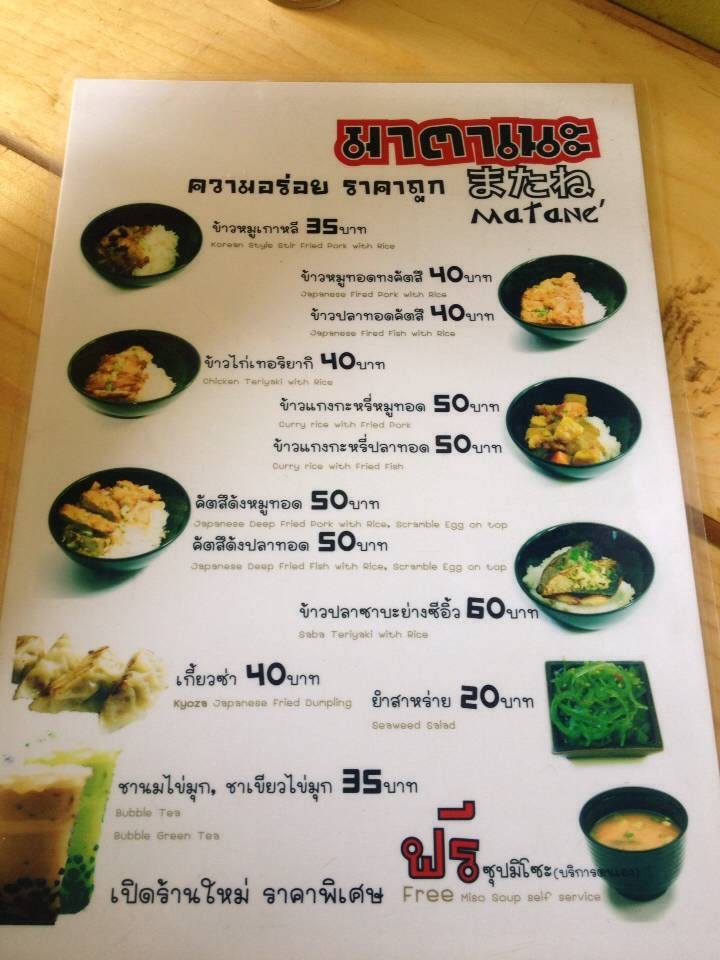 มาตาเนะ
ความอร่อย ราคาถูก またね
MaTANE'
ข้าวหมูเกาหลี 35บาท
Korean Style Stir Fried Pork with Rice
ข้าวหมูทอดทงคัตสึ 40บาท
Japanese Fired Pork with Rice
ข้าวปลาทอดคัตสึ 40บาท
Japanese Fired Fish with Rice
ข้าวไก่เทอริยากิ 40บาท
Chicken Teriyaki with Rice
ข้าวแกงกะหรี่หมูทอด 50บาท
Curry rice with Fried Pork
ข้าวแกงกะหรี่ปลาทอด 50บาท
Curry rice with Fried Fish
คัตสึด้งหมูทอด 50บาท
Japanese Deep Fried Pork with Rice, Scramble Egg on top
คัตสึด้งปลาทอด 50บาท
Japanese Deep Fried Fish with Rice, Scramble Egg on top
ข้าวปลาซาบะย่างซีอิ้ว 60บาท
Saba Teriyaki with Rice
เกี้ยวซ่า 40บาท
Kyoza Japanese Fried Dumpling
ยำสาหร่าย 20บาท
Seaweed Salad
ชานมไข่มุก, ชาเขียวไข่มุก 35บาท
Bubble Tea
Bubble Green Tea
ฟรี ซุปมิโซะ(บริการตนเอง)
เปิดร้านใหม่ ราคาพิเศษ
Free Miso Soup self service